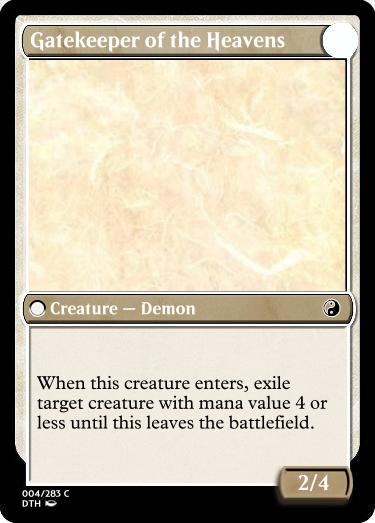 Gatekeeper of the Heavens
Creature — Demon
When this creature enters, exile
target creature with mana value 4 or
less until this leaves the battlefield.
2/4
004/283 C
DTH